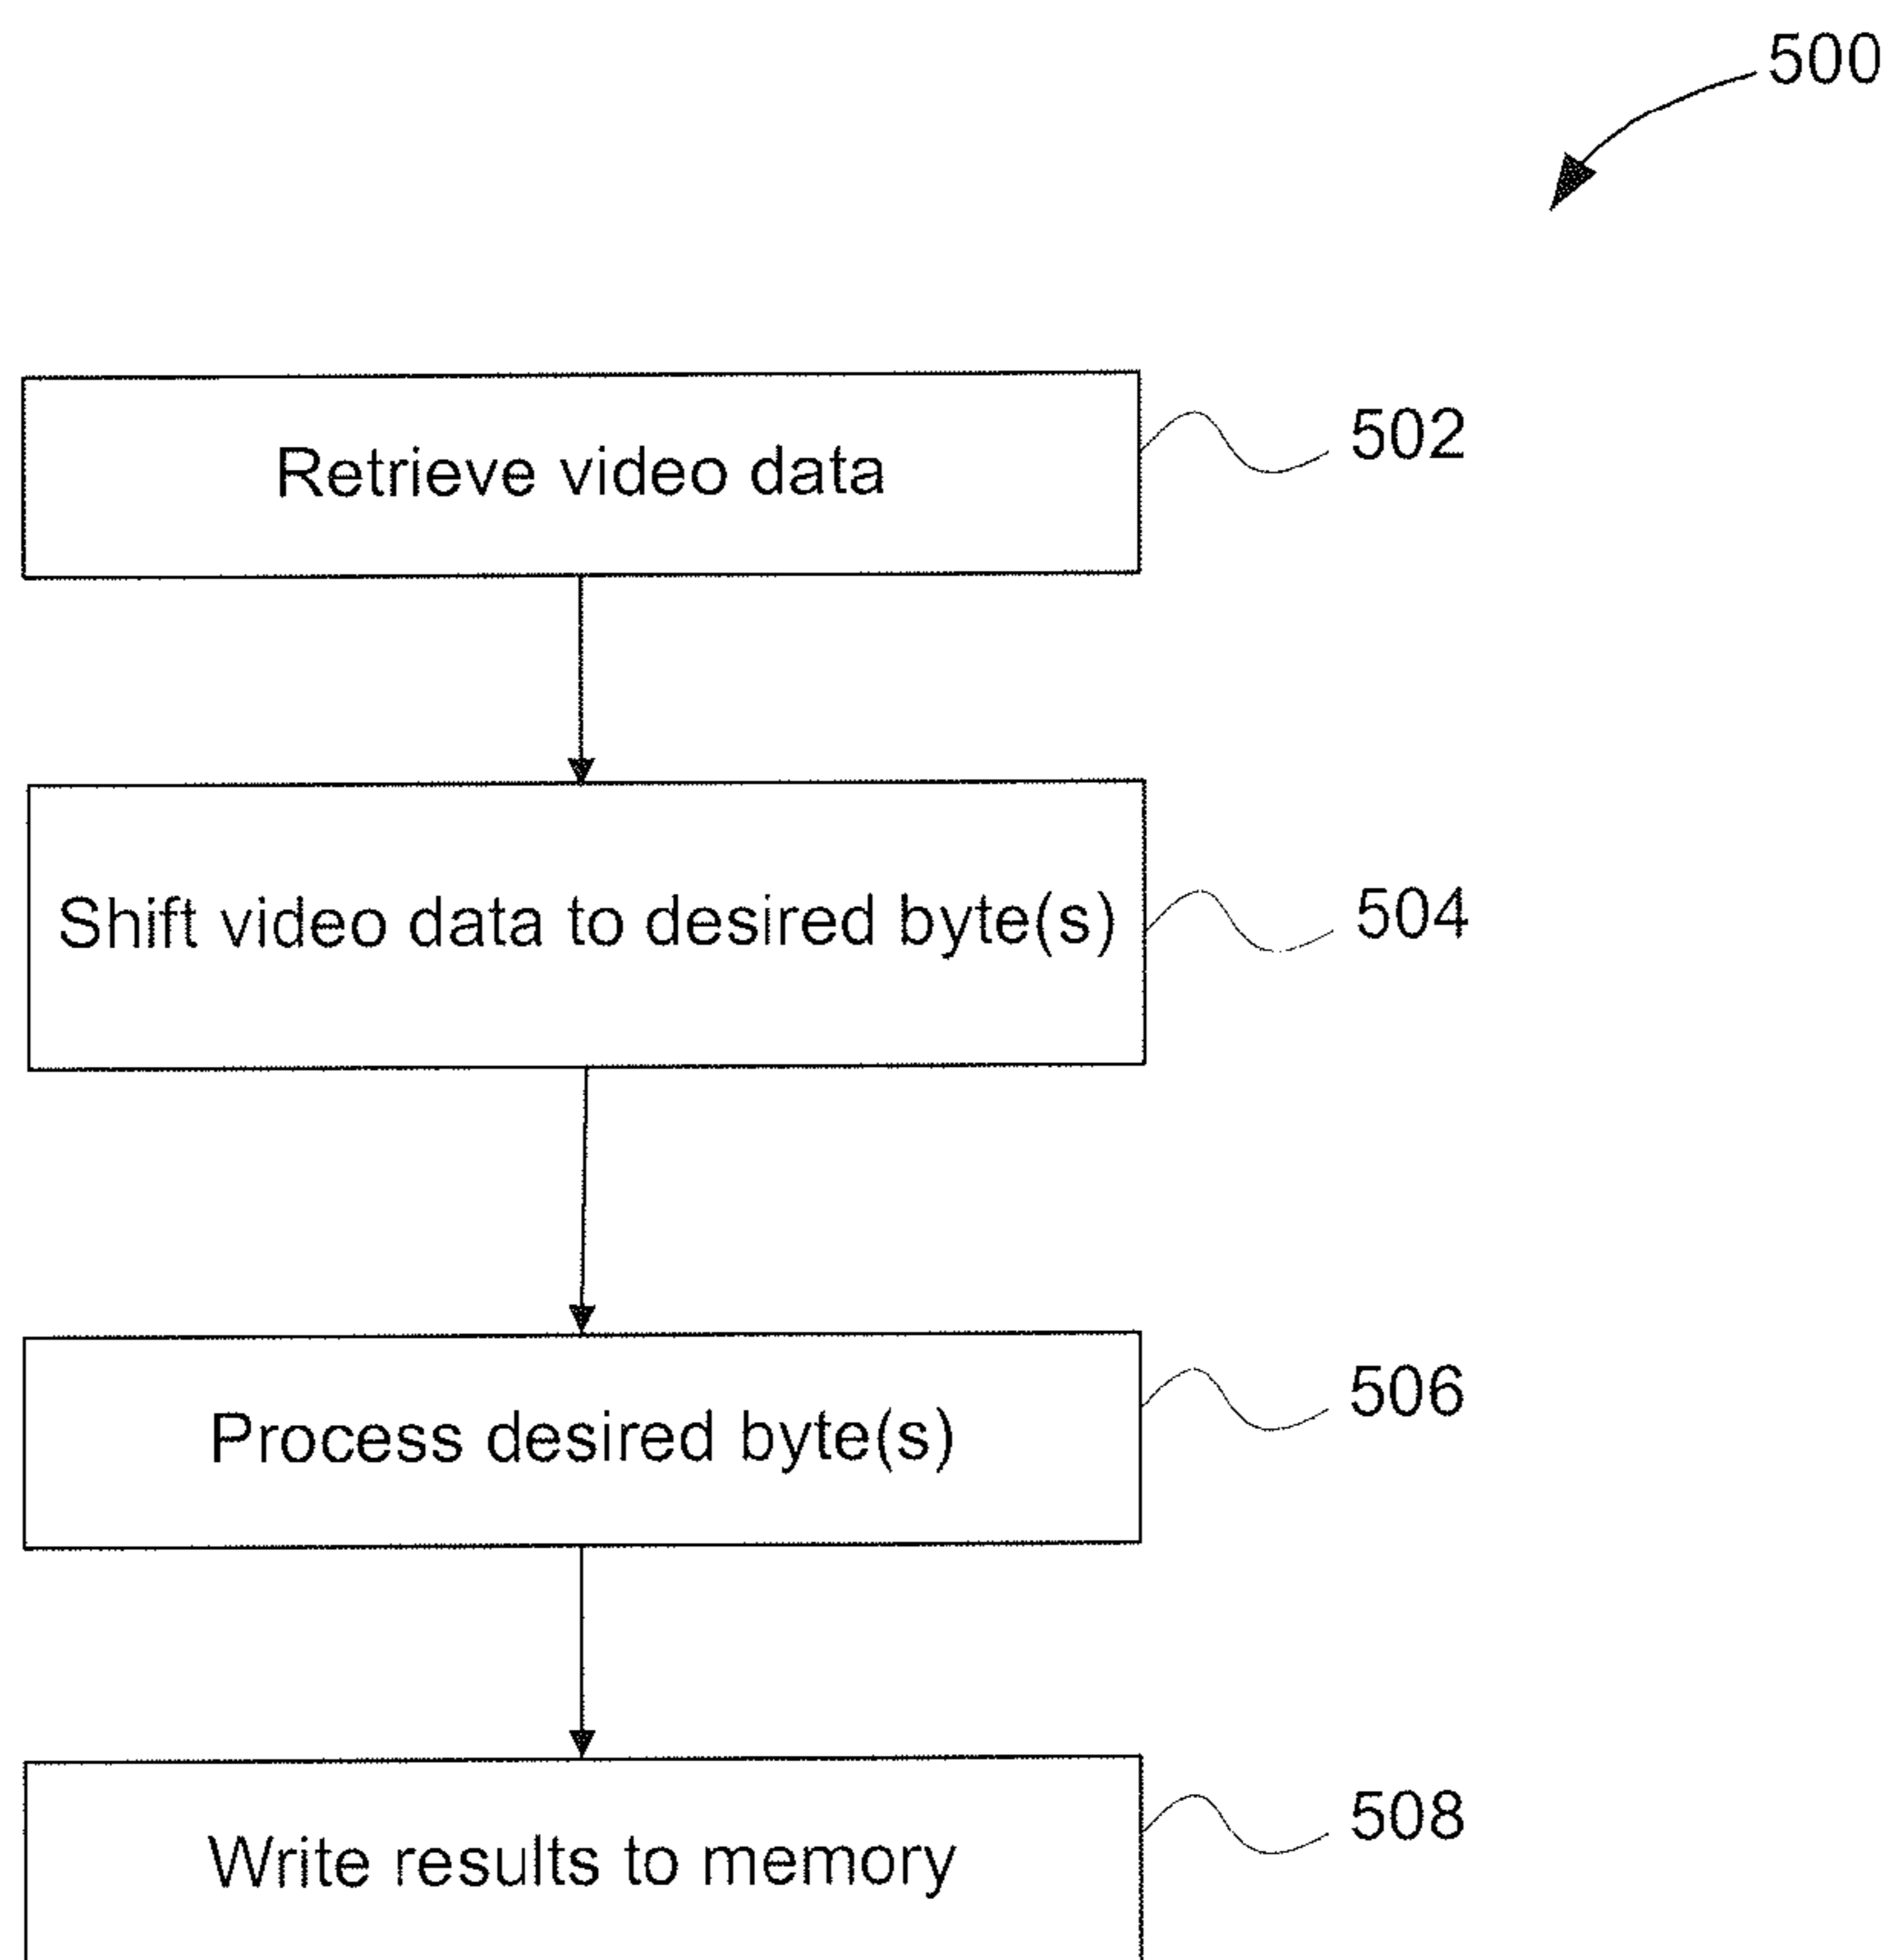 500
Retrieve video data
502
Shift video data to desired byte(s)
504
Process desired byte(s)
506
Write results to memory
508